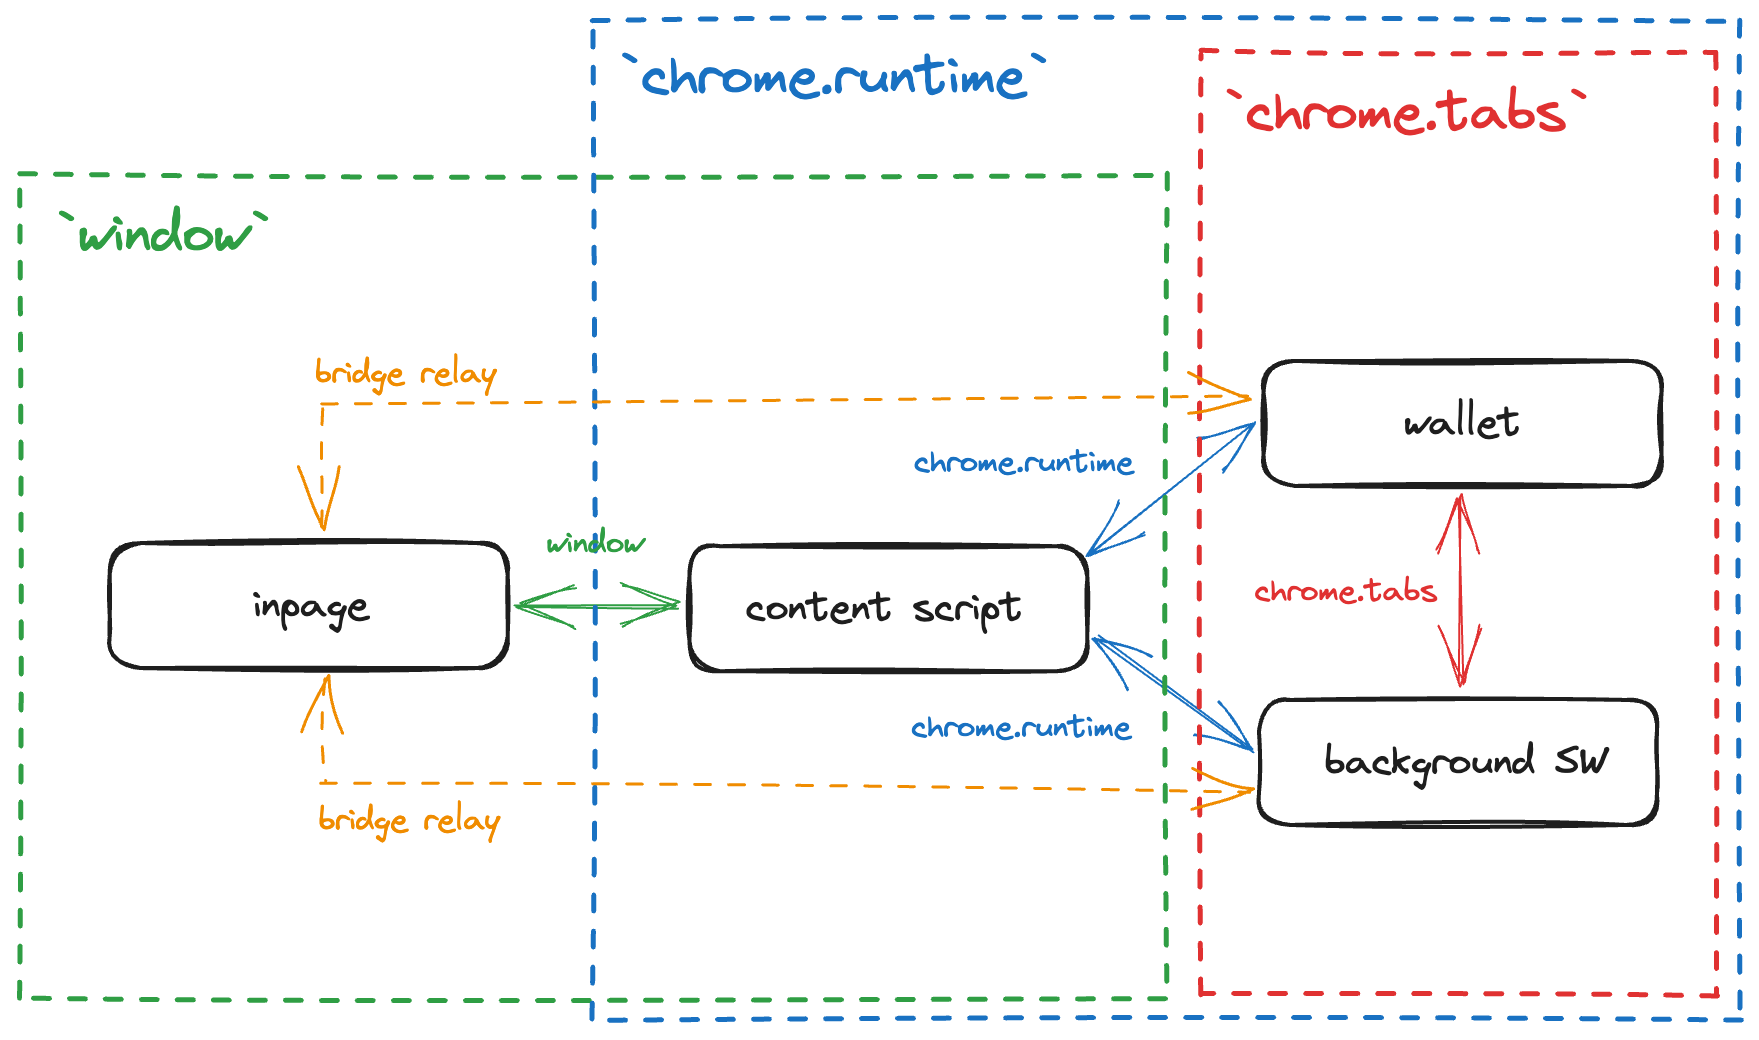 `chrome.runtime`
`chrome.tabs`
`window`
bridge relay
wallet
chrome.runtime
window
inpage
content script
chrome.tabs
chrome.runtime
background SW
bridge relay